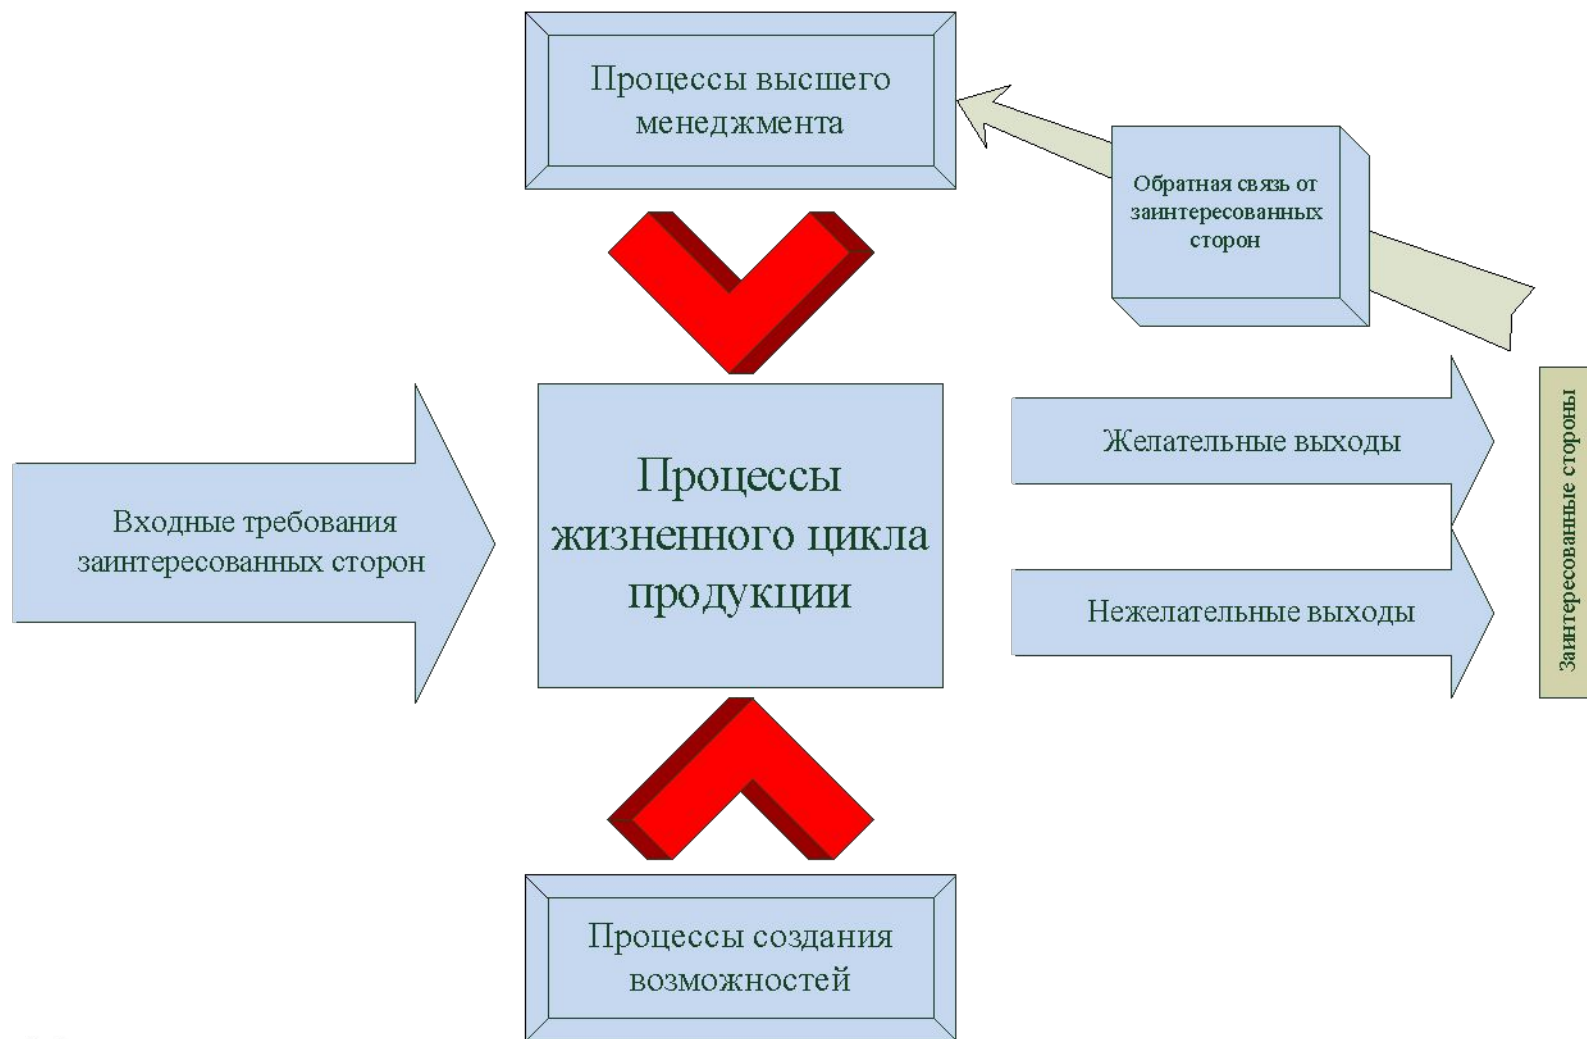 Процессы высшего
менеджмента
Обратная связь от
заинтересованных
сторон
Входные требования
заинтересованных сторон
Процессы
жизненного цикла
продукции
Желательные выходы
Нежелательные выходы
Заинтересованные стороны
Процессы создания
возможностей